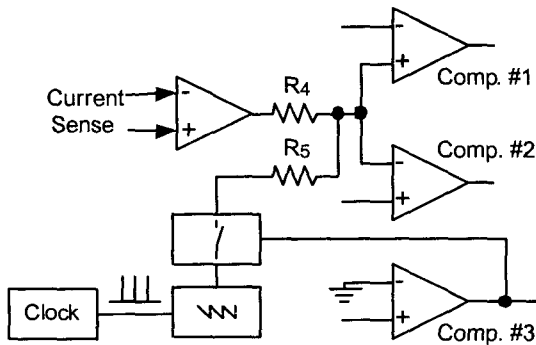 Comp. #1
R4
Current
Sense
R5
Comp. #2
Clock
Comp. #3